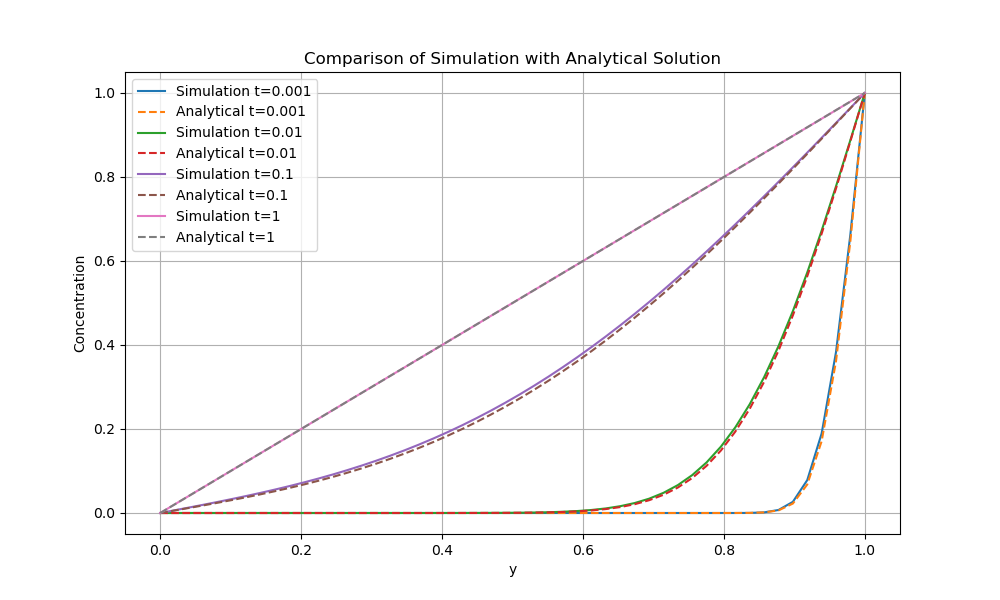 Comparison of Simulation with Analytical Solution
Simulation t=0.001
Analytical t=0.001
Simulation t=0.01
Analytical t=0.01
Simulation t=0.1
Analytical t=0.1
Simulation t=1
Analytical t=1
Concentration
1.0
0.8
0.6
0.4
0.2
0.0
0.0 0.2 0.4 0.6 0.8 1.0
y